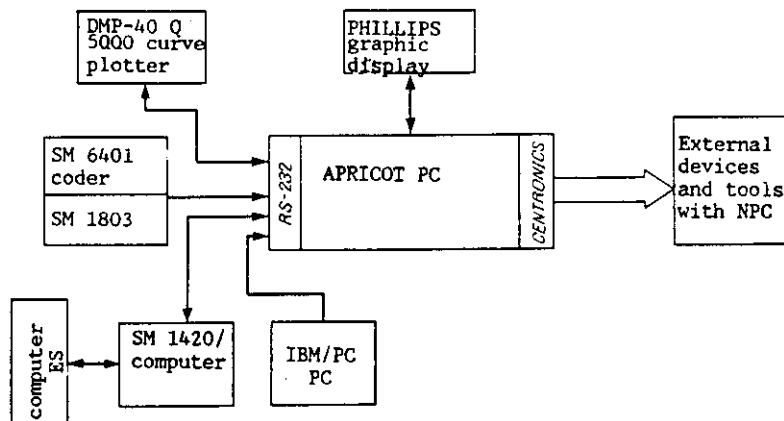 DMP-40 Q
5000 curve
plotter
PHILLIPS
graphic
display
SM 6401
coder
SM 1803
RS-232
APRICOT PC
CENTRONICS
External
devices
and tools
with NPC
computer
ES
SM 1420/
computer
IBM/PC
PC